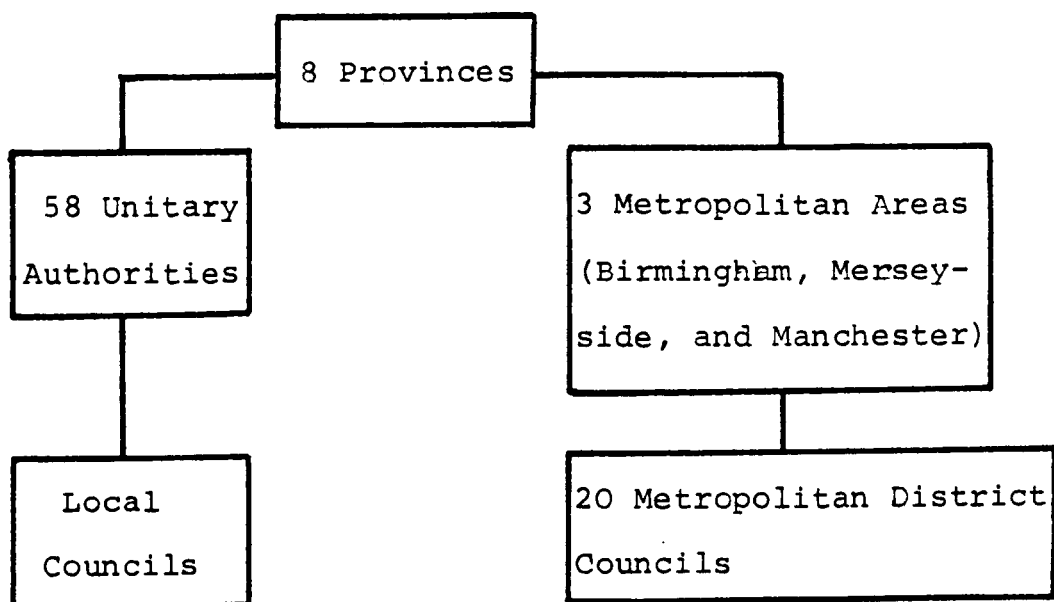 8 Provinces
58 Unitary
Authorities
3 Metropolitan Areas
(Birmingham, Mersey-
side, and Manchester)
Local
Councils
20 Metropolitan District
Councils